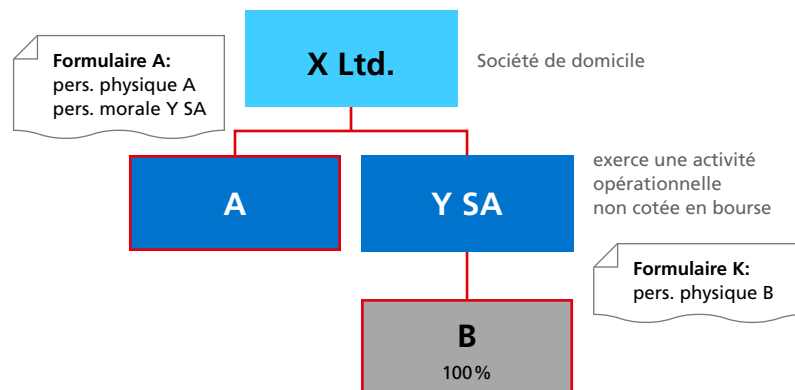 X Ltd.
Société de domicile
Formulaire A:
pers. physique A
pers. morale Y SA
A
Y SA
exerce une activité
opérationnelle
non cotée en bourse
Formulaire K:
pers. physique B
B
100 %